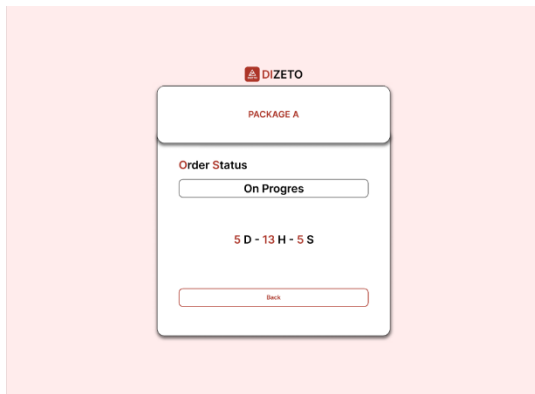 DIZETO
PACKAGE A
Order Status
On Progres
5 D - 13 H - 5 S
Back